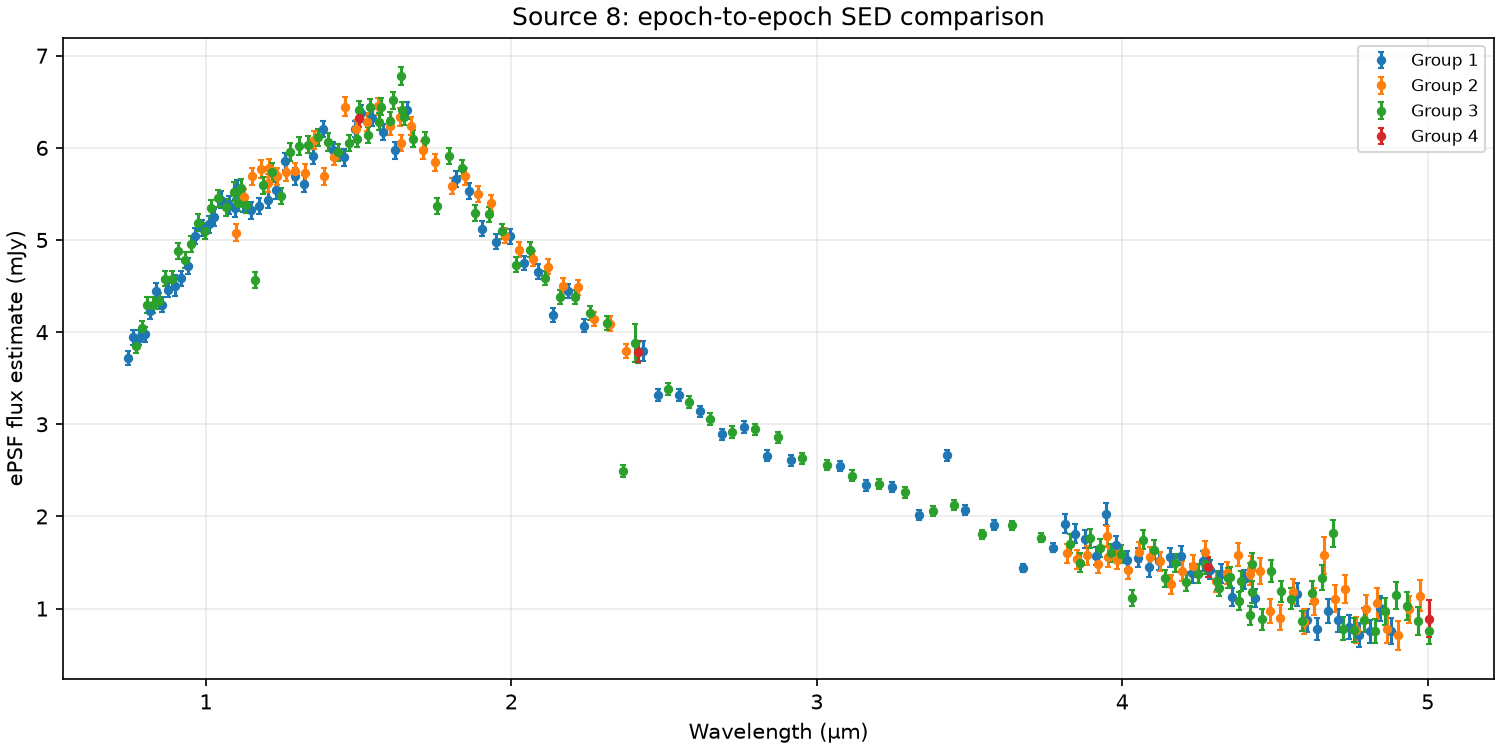 Source 8: epoch-to-epoch SED comparison
7
6
5
4
3
2
1
ePSF flux estimate (mJy)
Group 1
Group 2
Group 3
Group 4
1
2
3
4
5
Wavelength (μm)